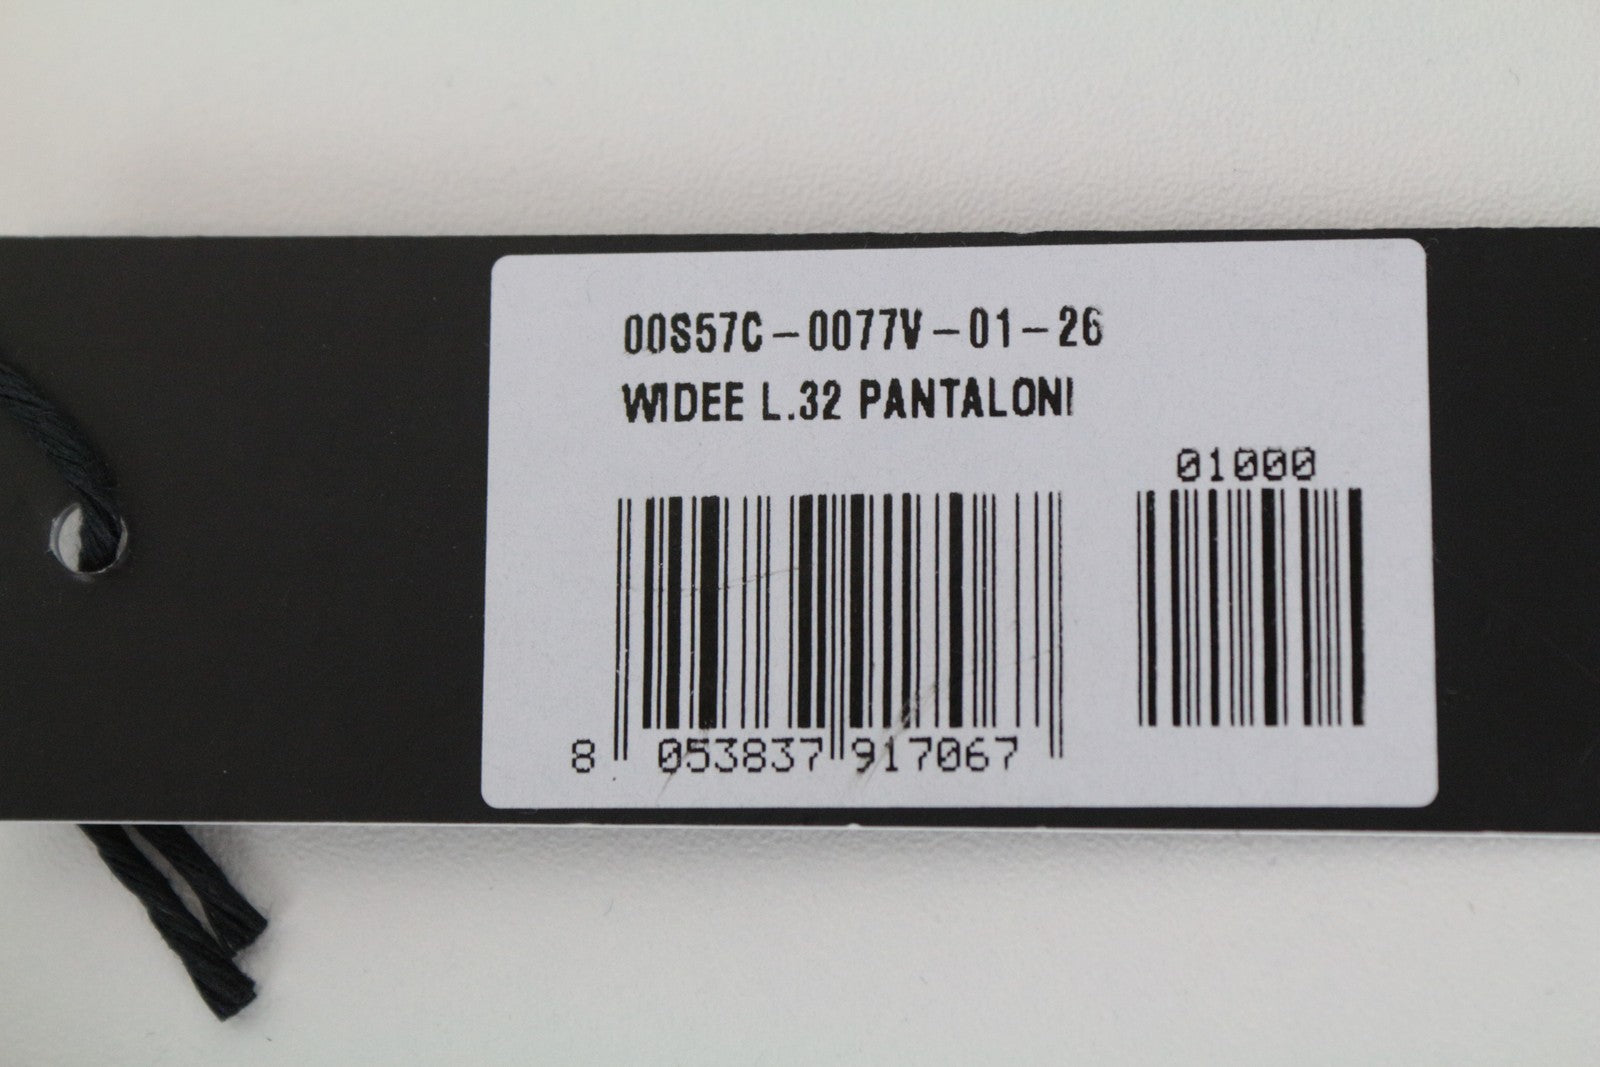 00S57C-0077V-01-26
WIDEE L.32 PANTALONI
01000
8 053837 917067